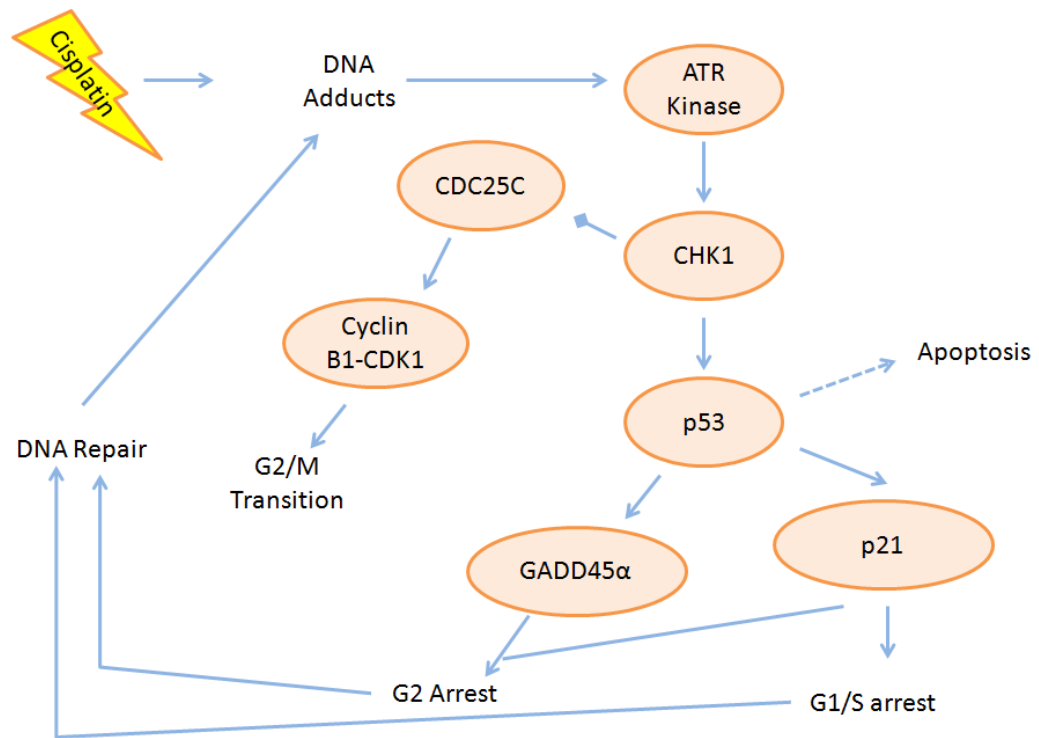 Cisplatin
DNA
Adducts
ATR
Kinase
CDC25C
CHK1
Cyclin
B1-CDK1
Apoptosis
p53
DNA Repair
G2/M
Transition
p21
GADD45α
G2 Arrest
G1/S arrest